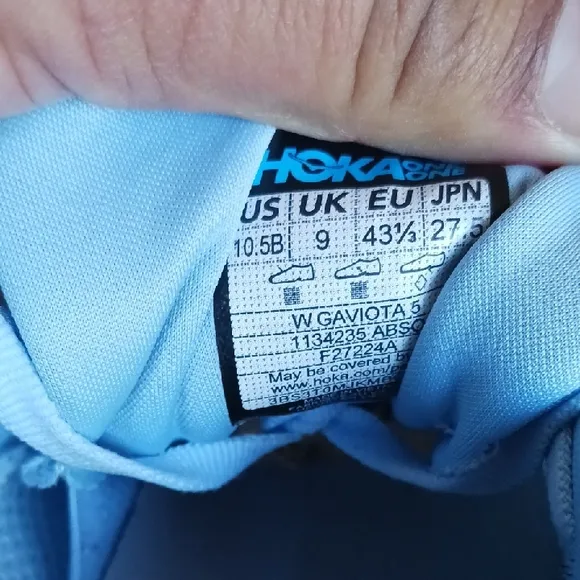 HOKA ONE ONE
US UK EU JPN
10.5B 9 43⅓ 27.5
W GAVIOTA 5
1134235 ABSC
F27224A
May be covered b
www.hoka.com/p